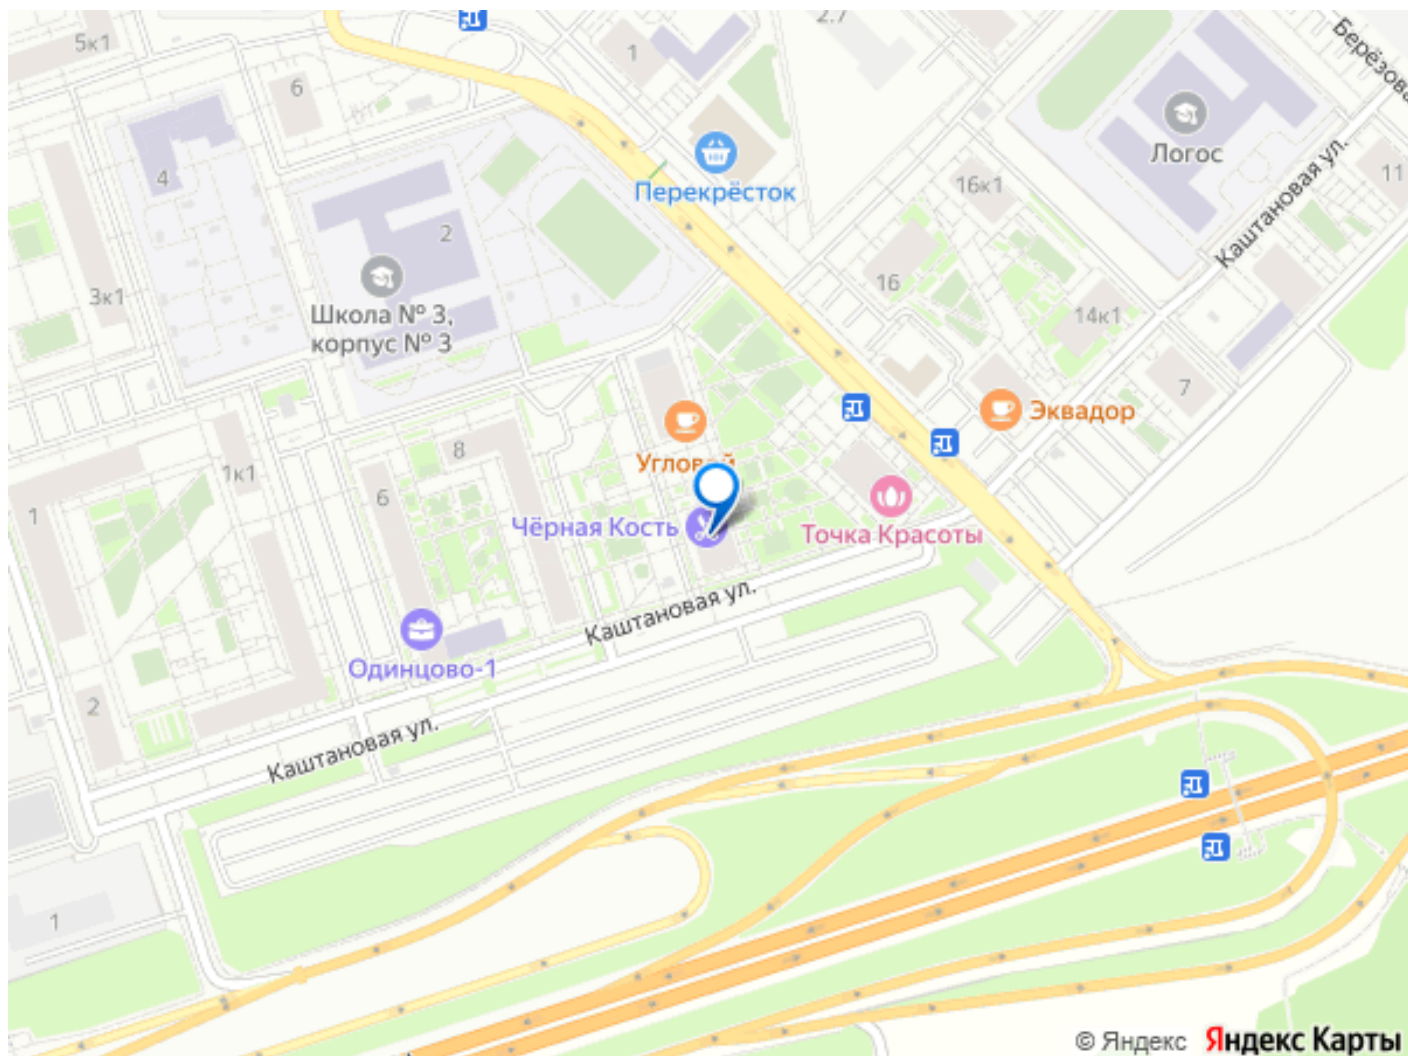 5к1
6
1
2.7
Берёзова
4
Перекрёсток
Логос
16к1
11
Каштановая ул.
2
3к1
Школа № 3,
корпус № 3
16
14к1
7
Эквадор
8
Угловой
1к1
6
1
Чёрная Кость
Точка Красоты
Каштановая ул.
Одинцово-1
2
Каштановая ул.
1
© Яндекс Яндекс Карты